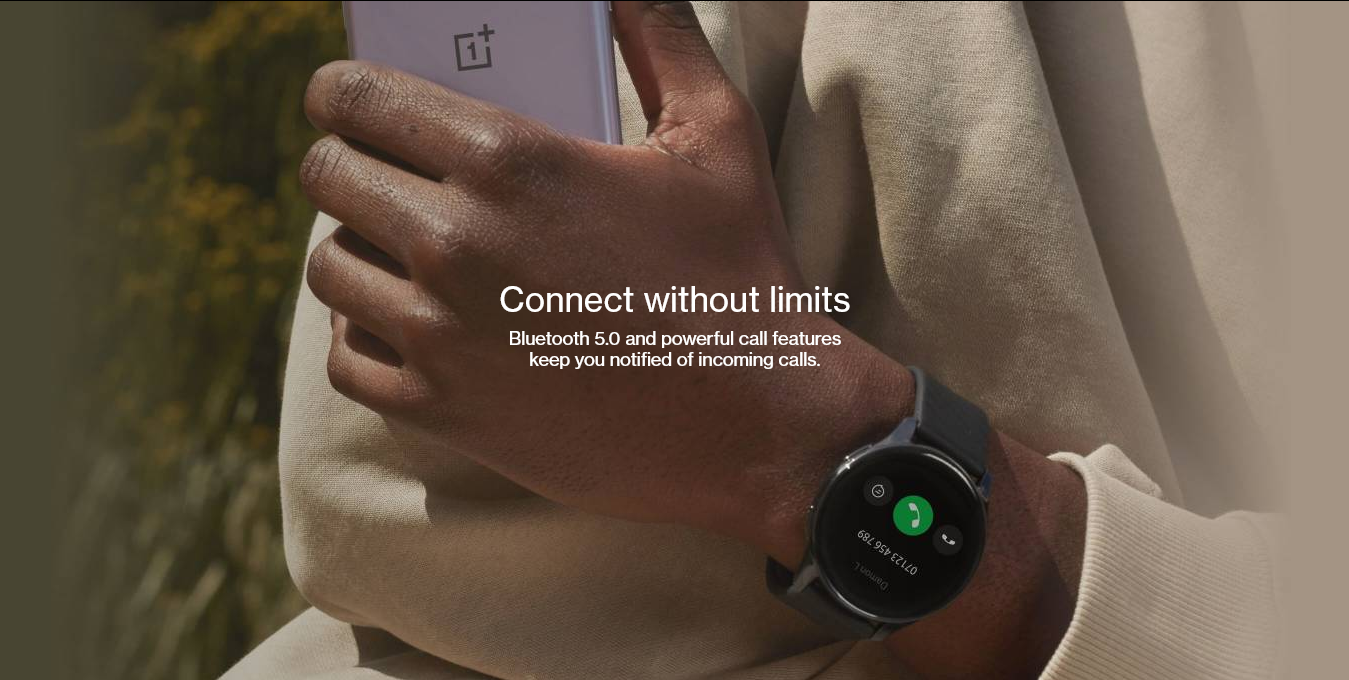 1+
Connect without limits
Bluetooth 5.0 and powerful call features
keep you notified of incoming calls.
07123 456 789
Damon L